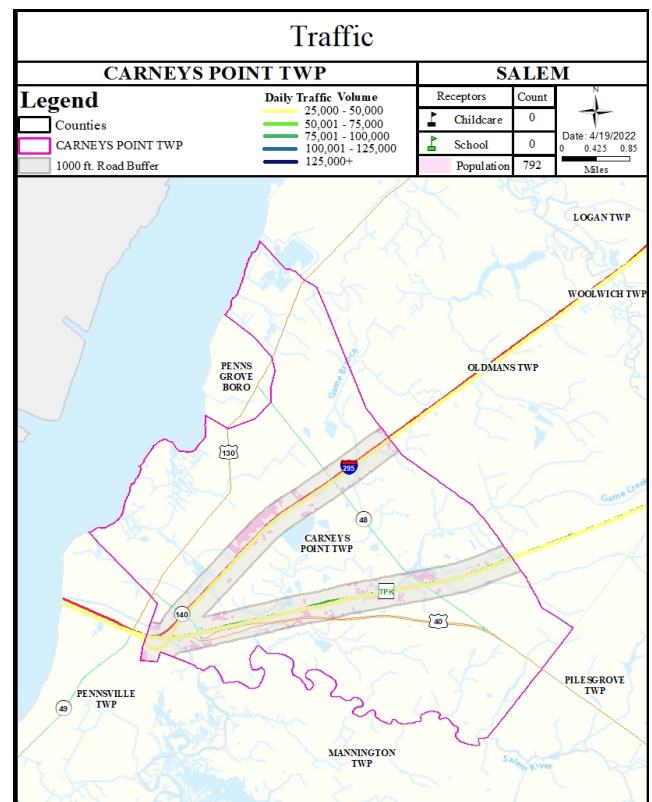 Traffic
CARNEYS POINT TWP
SALEM
Legend
Counties
CARNEYS POINT TWP
1000 ft. Road Buffer
Daily Traffic Volume
25,000 - 50,000
50,001 - 75,000
75,001 - 100,000
100,001 - 125,000
125,000+
Receptors Count
Childcare 0
School 0
Population 792
N
Date: 4/19/2022
0 0.425 0.85
Miles
LOGAN TWP
WOOLWICH TWP
OLDMANS TWP
PENNS
GROVE
BORO
Game Branch
130
295
Game Creek
48
CARNEYS
POINT TWP
TPK
140
40
PILESGROVE
TWP
PENNSVILLE
TWP
49
MANNINGTON
TWP
Salem River